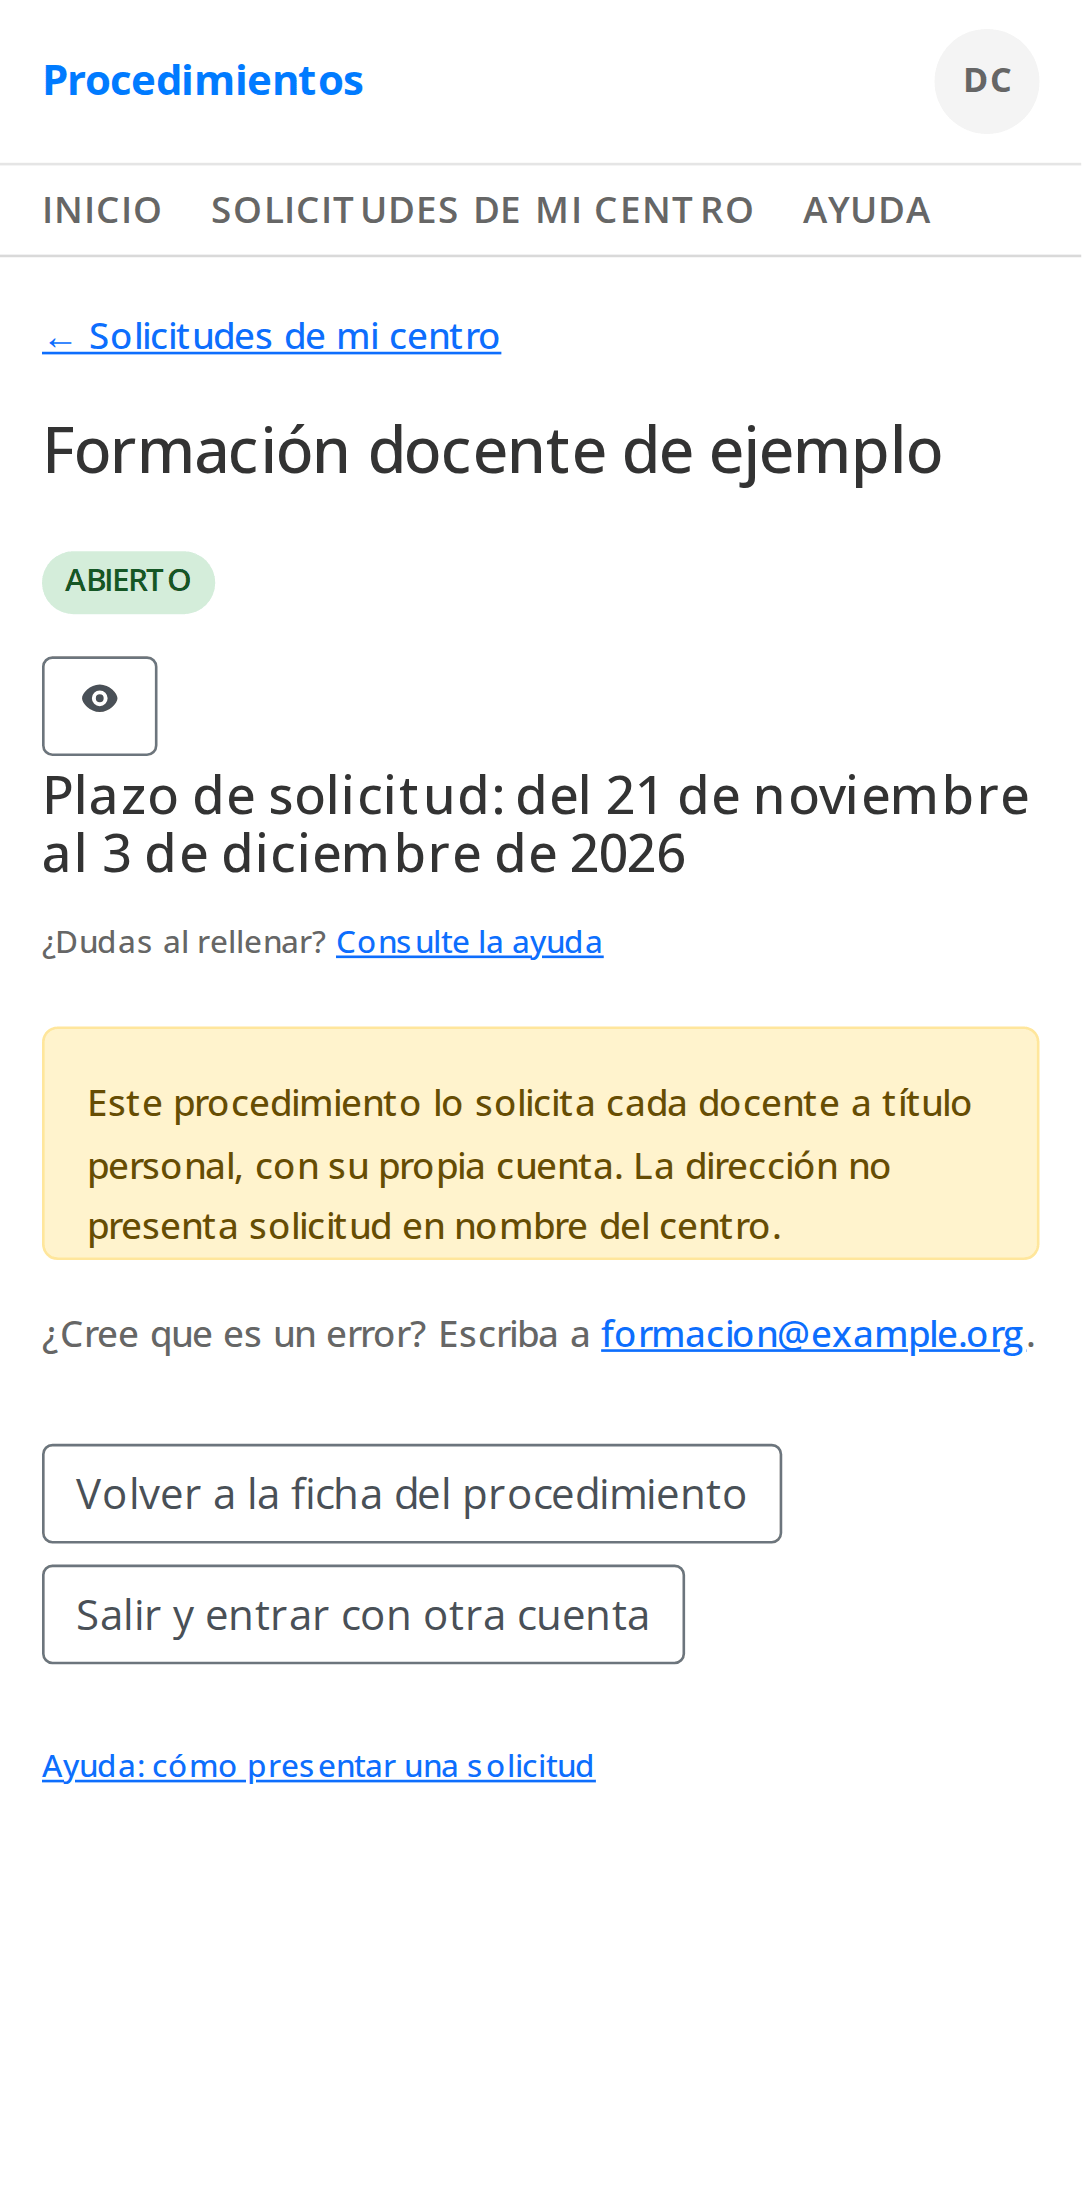 Procedimientos
DC
INICIO SOLICITUDES DE MI CENTRO AYUDA
← Solicitudes de mi centro
Formación docente de ejemplo
ABIERTO
Plazo de solicitud: del 21 de noviembre
al 3 de diciembre de 2026
¿Dudas al rellenar? Consulte la ayuda
Este procedimiento lo solicita cada docente a título
personal, con su propia cuenta. La dirección no
presenta solicitud en nombre del centro.
¿Cree que es un error? Escriba a formacion@example.org.
Volver a la ficha del procedimiento
Salir y entrar con otra cuenta
Ayuda: cómo presentar una solicitud